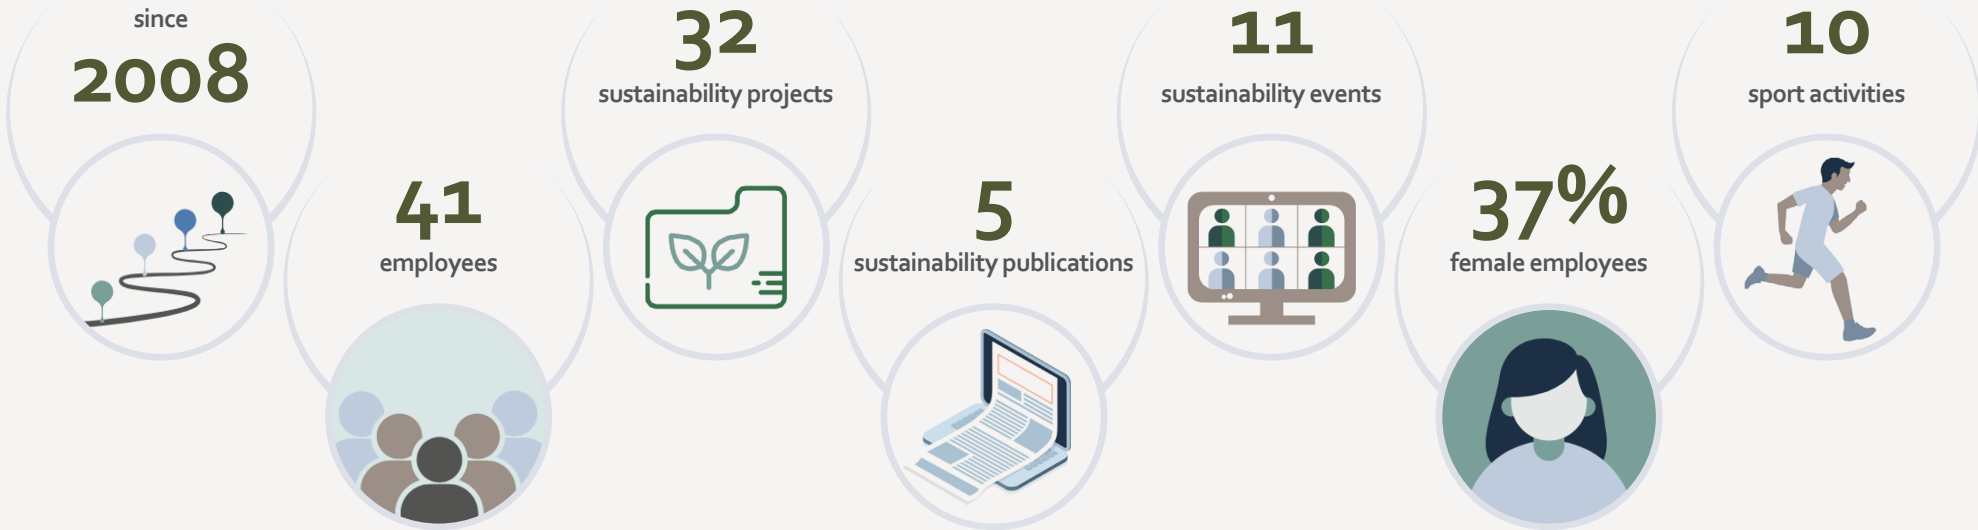 since
2008
41
employees
32
sustainability projects
5
sustainability publications
11
sustainability events
37%
female employees
10
sport activities